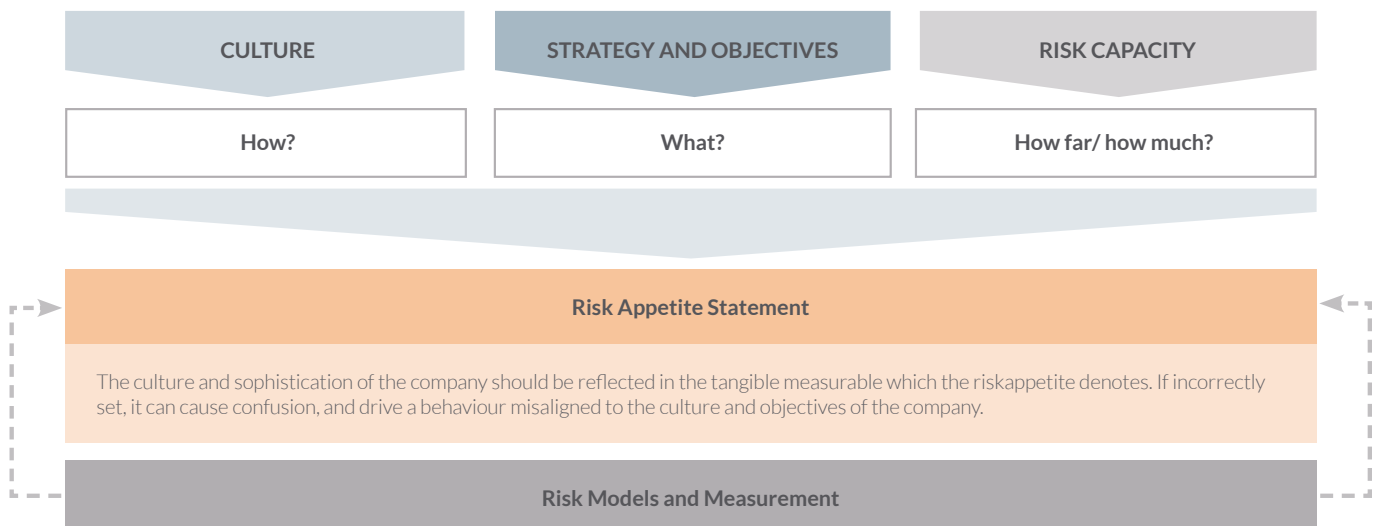 CULTURE
STRATEGY AND OBJECTIVES
RISK CAPACITY
How?
What?
How far/ how much?
Risk Appetite Statement
The culture and sophistication of the company should be reflected in the tangible measurable which the riskappetite denotes. If incorrectly
set, it can cause confusion, and drive a behaviour misaligned to the culture and objectives of the company.
Risk Models and Measurement